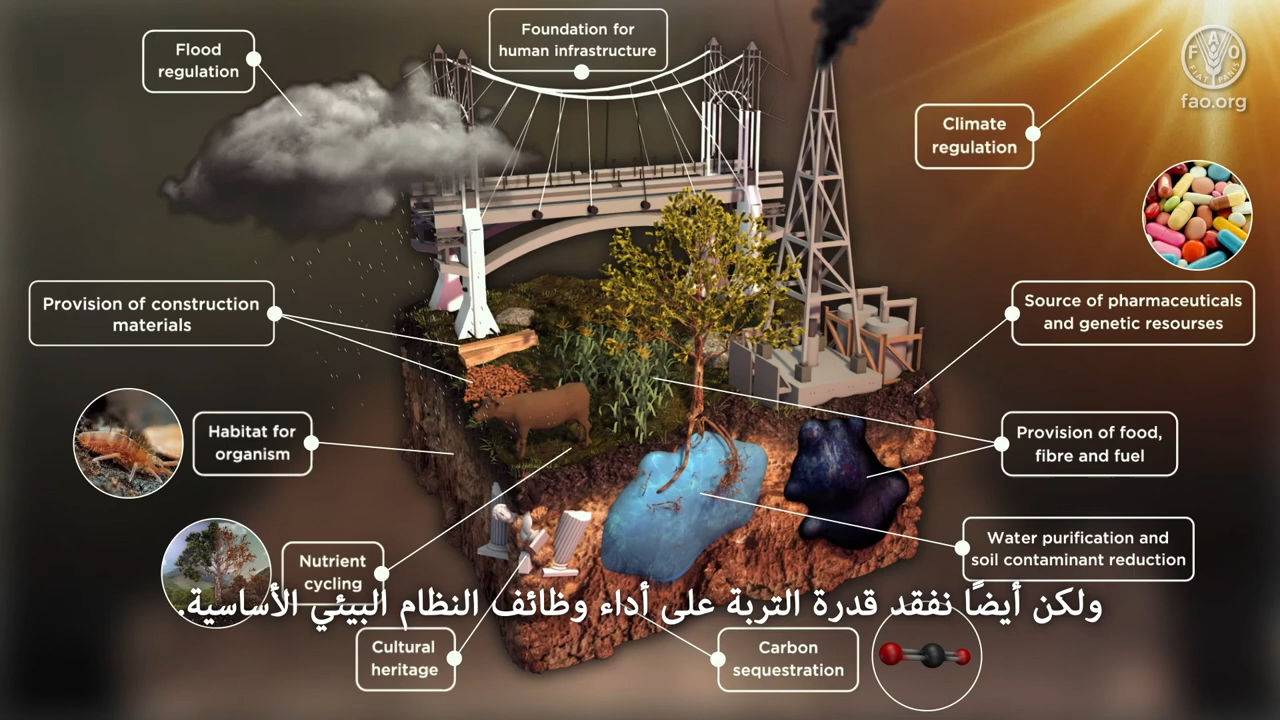 Foundation for
human infrastructure
Flood
regulation
F A O
FIAT PANIS
fao.org
Climate
regulation
Provision of construction
materials
Source of pharmaceuticals
and genetic resourses
Habitat for
organism
Provision of food,
fibre and fuel
Nutrient
cycling
Water purification and
soil contaminant reduction
ولكن أيضًا نفقد قدرة التربة على أداء وظائف النظام البيئي الأساسية.
Cultural
heritage
Carbon
sequestration